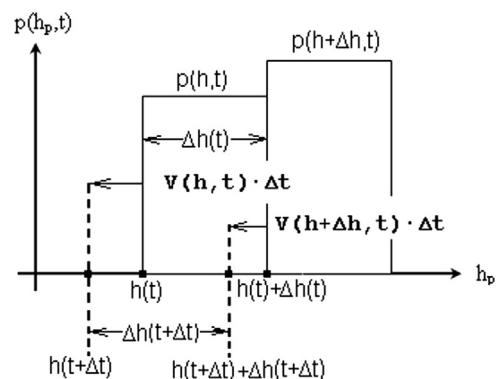 p(hₚ,t)
p(h+Δh,t)
p(h,t)
Δh(t)
V(h,t)·Δt
V(h+Δh,t)·Δt
h(t)
h(t)+Δh(t)
hₚ
Δh(t+Δt)
h(t+Δt)
h(t+Δt)+Δh(t+Δt)